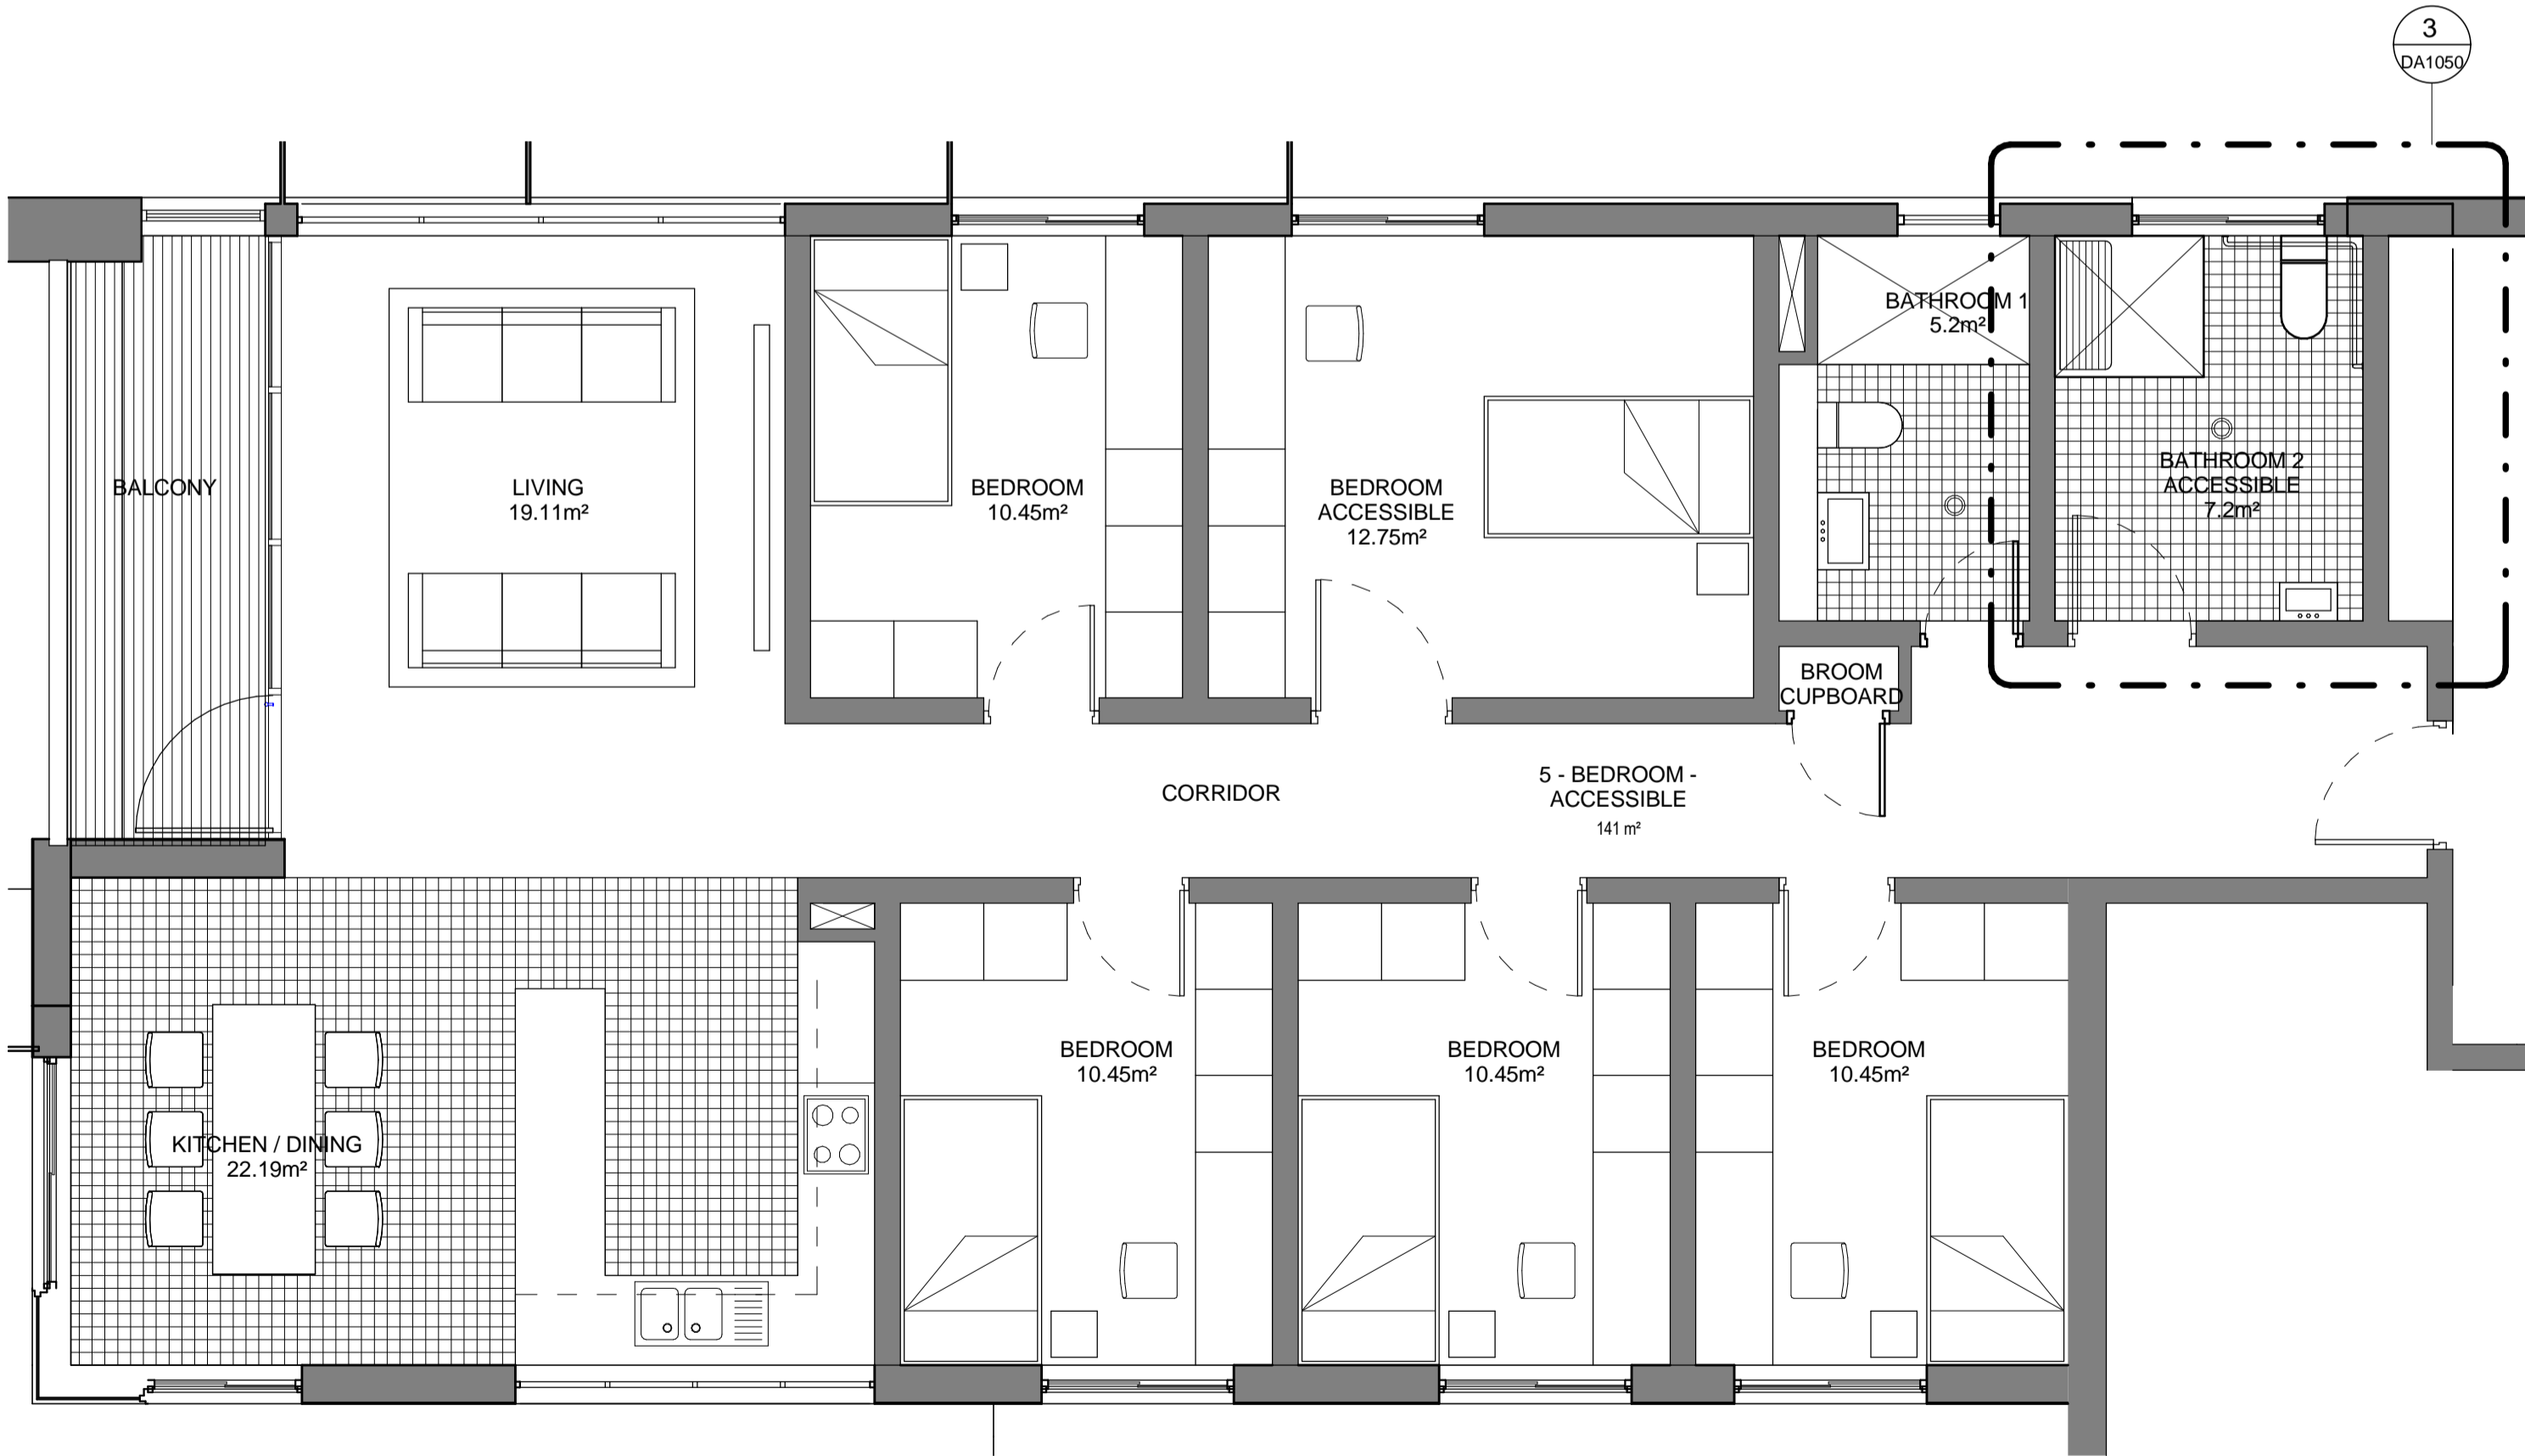 3
DA1050
BATHROOM 1
5.2m²
BALCONY
LIVING
19.11m²
BEDROOM
10.45m²
BEDROOM
ACCESSIBLE
12.75m²
BATHROOM 2
ACCESSIBLE
7.2m²
BROOM
CUPBOARD
CORRIDOR
5 - BEDROOM -
ACCESSIBLE
141 m²
KITCHEN / DINING
22.19m²
BEDROOM
10.45m²
BEDROOM
10.45m²
BEDROOM
10.45m²